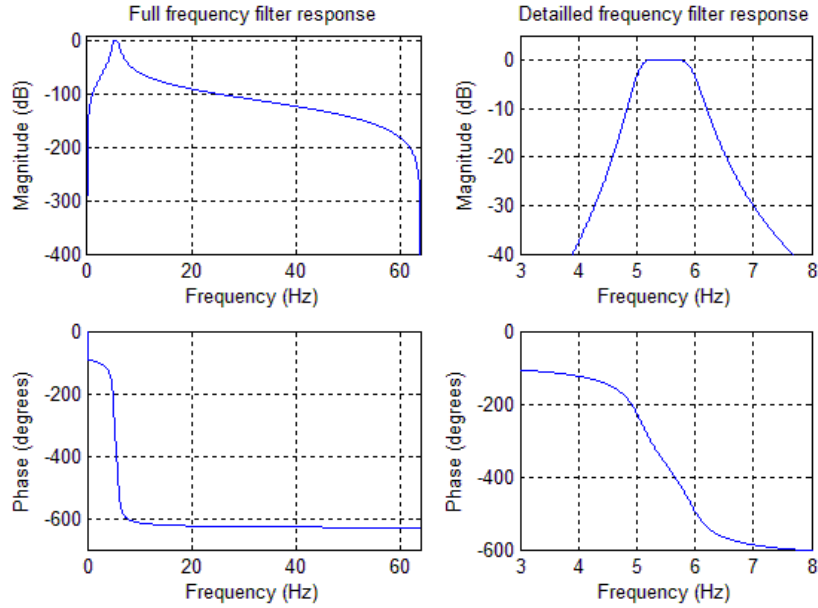 Full frequency filter response
0
-100
-200
-300
-400
Magnitude (dB)
0 20 40 60
Frequency (Hz)
Detailled frequency filter response
0
-10
-20
-30
-40
Magnitude (dB)
3 4 5 6 7 8
Frequency (Hz)
0
-200
-400
-600
Phase (degrees)
0 20 40 60
Frequency (Hz)
0
-200
-400
-600
Phase (degrees)
3 4 5 6 7 8
Frequency (Hz)